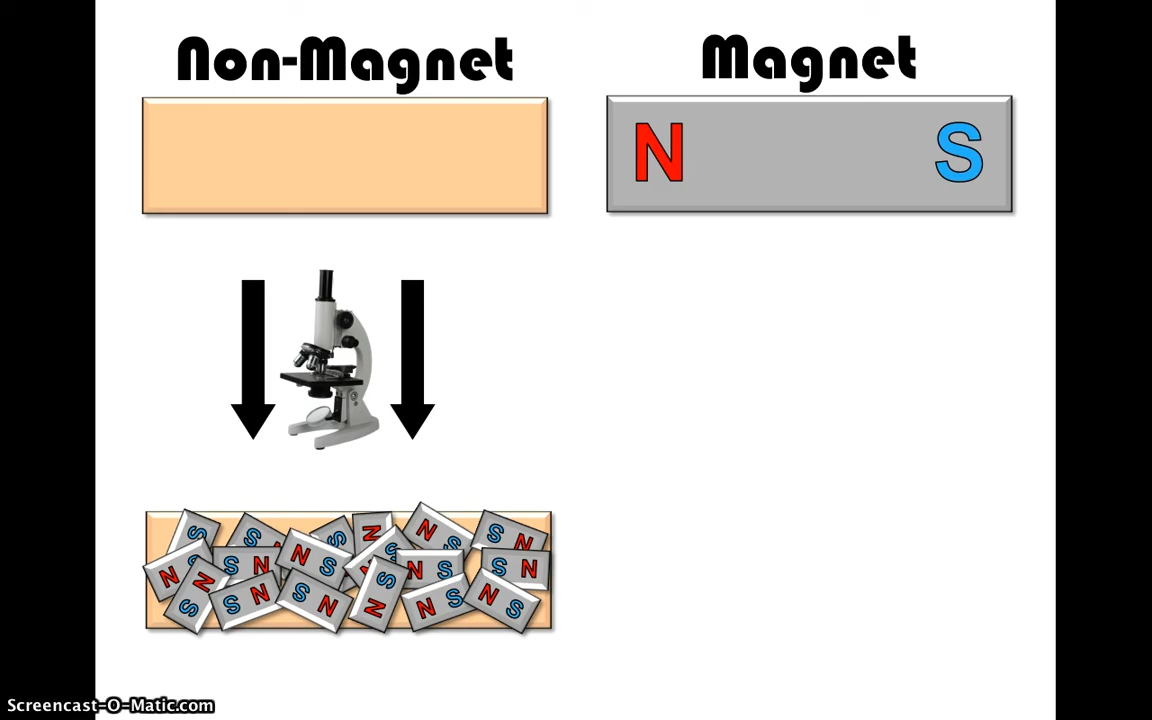 Non-Magnet
Magnet
N S
S S N S N S N
N S S N N S N S S N
N S S N S N N S N S N S
Screencast-O-Matic.com